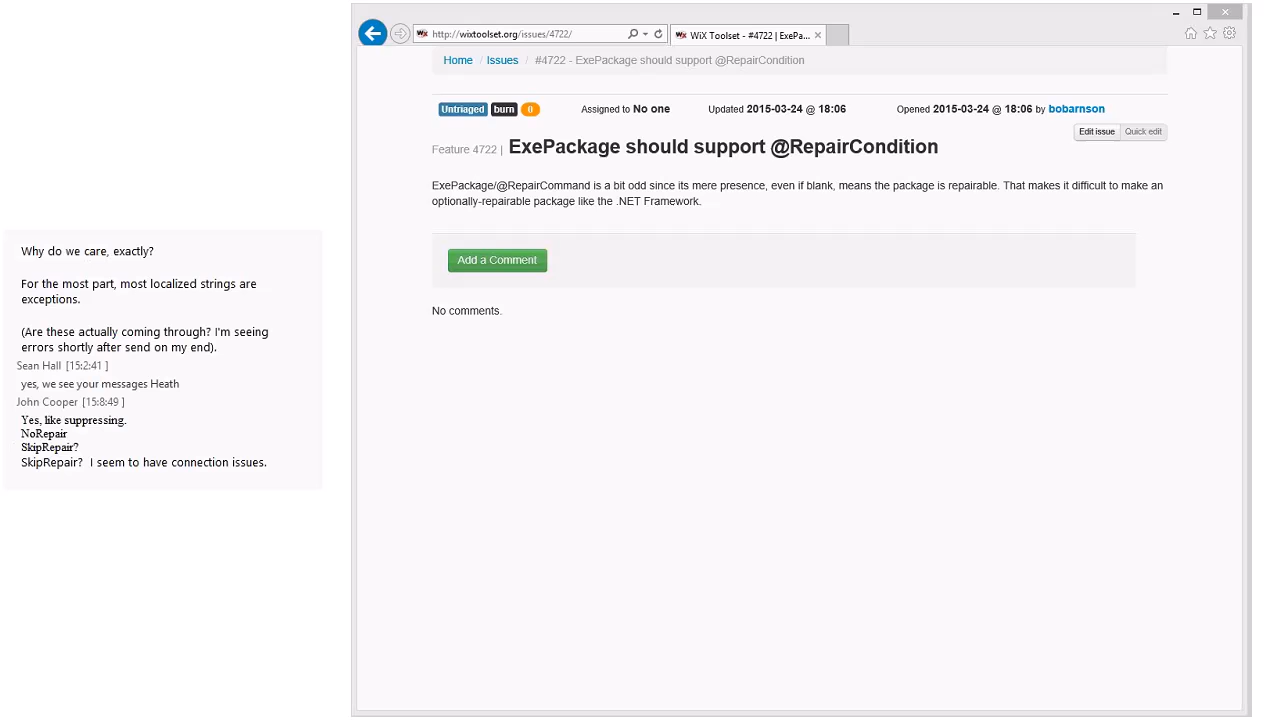 Why do we care, exactly?
For the most part, most localized strings are
exceptions.
(Are these actually coming through? I'm seeing
errors shortly after send on my end).
Sean Hall [15:2:41 ]
yes, we see your messages Heath
John Cooper [15:8:49 ]
Yes, like suppressing.
NoRepair
SkipRepair?
SkipRepair?  I seem to have connection issues.
http://wixtoolset.org/issues/4722/
WiX Toolset - #4722 | ExePa...
Home / Issues / #4722 - ExePackage should support @RepairCondition
Untriaged burn 0 Assigned to No one Updated 2015-03-24 @ 18:06 Opened 2015-03-24 @ 18:06 by bobarnson
Edit issue Quick edit
Feature 4722 | ExePackage should support @RepairCondition
ExePackage/@RepairCommand is a bit odd since its mere presence, even if blank, means the package is repairable. That makes it difficult to make an
optionally-repairable package like the .NET Framework.
Add a Comment
No comments.